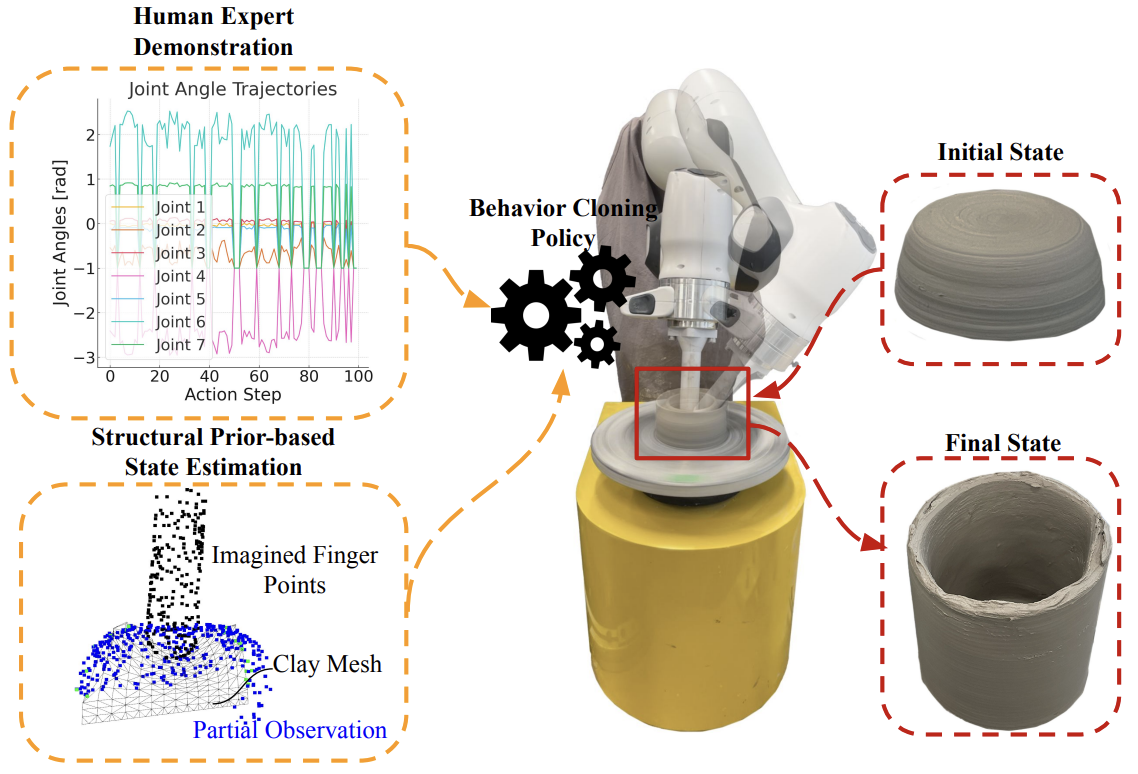 Human Expert
Demonstration
Joint Angle Trajectories
Joint Angles [rad]
2
1
0
−1
−2
−3
Joint 1
Joint 2
Joint 3
Joint 4
Joint 5
Joint 6
Joint 7
0 20 40 60 80 100
Action Step
Structural Prior-based
State Estimation
Imagined Finger
Points
Clay Mesh
Partial Observation
Behavior Cloning
Policy
Initial State
Final State